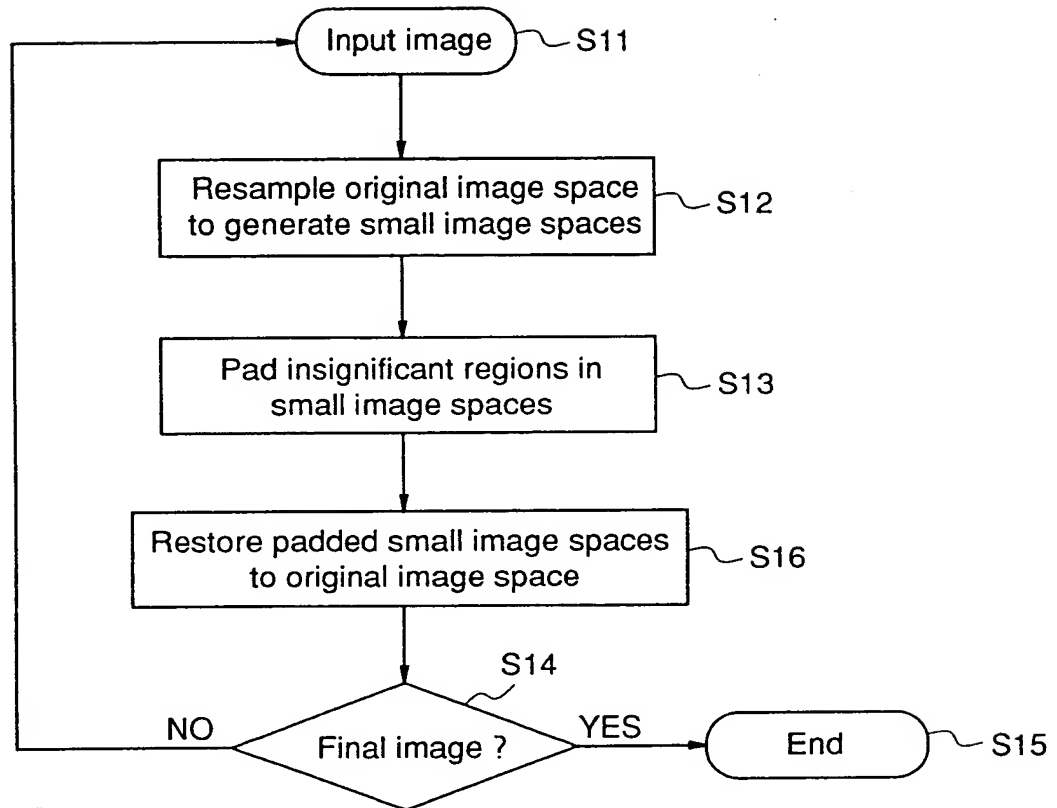 Input image
S11
Resample original image space
to generate small image spaces
S12
Pad insignificant regions in
small image spaces
S13
Restore padded small image spaces
to original image space
S16
S14
NO
Final image ?
YES
End
S15